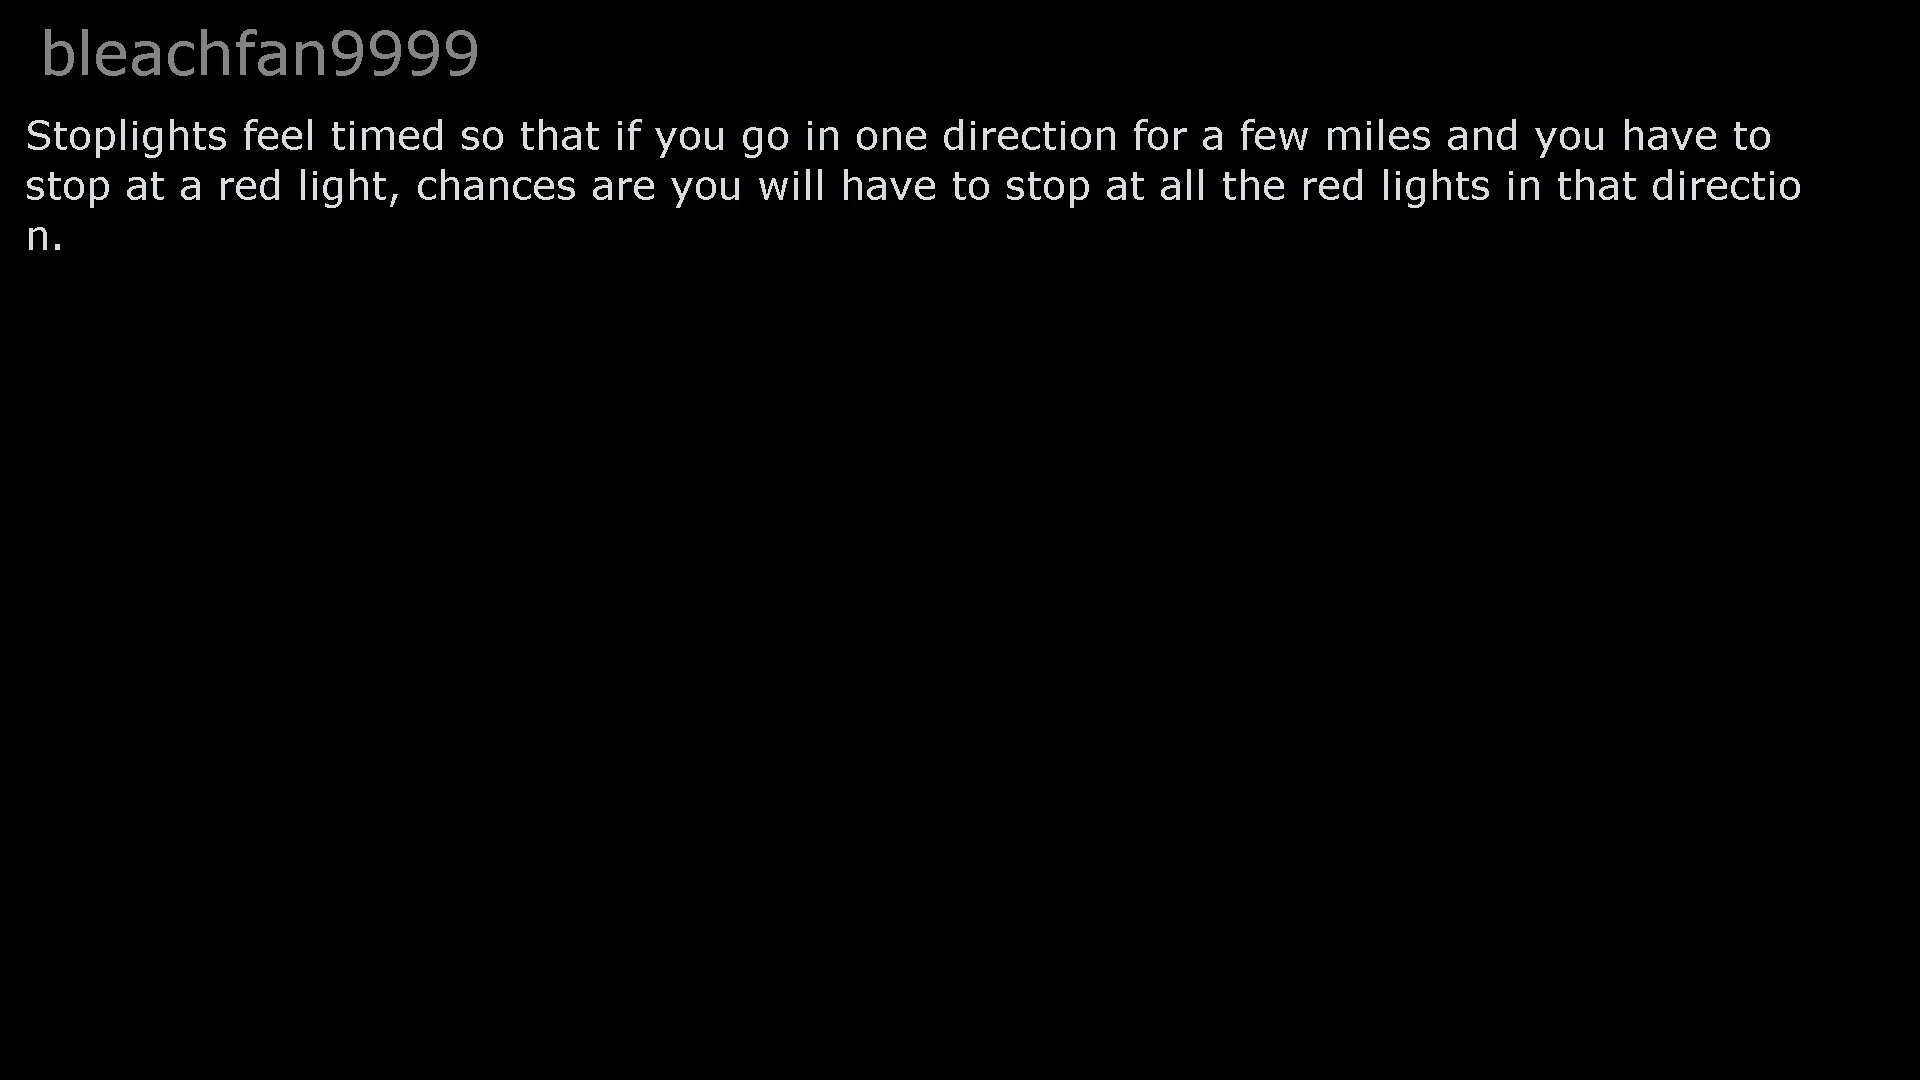 bleachfan9999
Stoplights feel timed so that if you go in one direction for a few miles and you have to
stop at a red light, chances are you will have to stop at all the red lights in that directio
n.